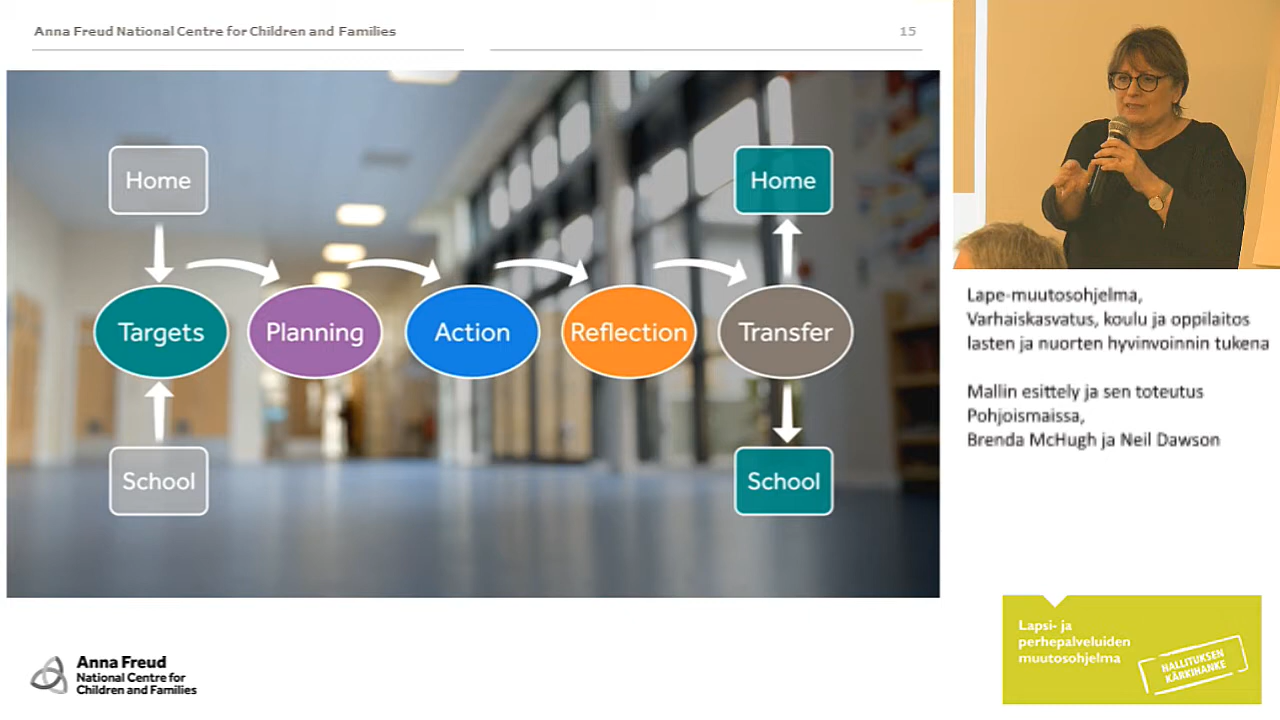 Anna Freud National Centre for Children and Families
15
Home
Home
Targets
Planning
Action
Reflection
Transfer
School
School
Lape-muutosohjelma,
Varhaiskasvatus, koulu ja oppilaitos
lasten ja nuorten hyvinvoinnin tukena
Mallin esittely ja sen toteutus
Pohjoismaissa,
Brenda McHugh ja Neil Dawson
Anna Freud
National Centre for
Children and Families
Lapsi- ja
perhepalveluiden
muutosohjelma
HALLITUKSEN
KÄRKIHANKE